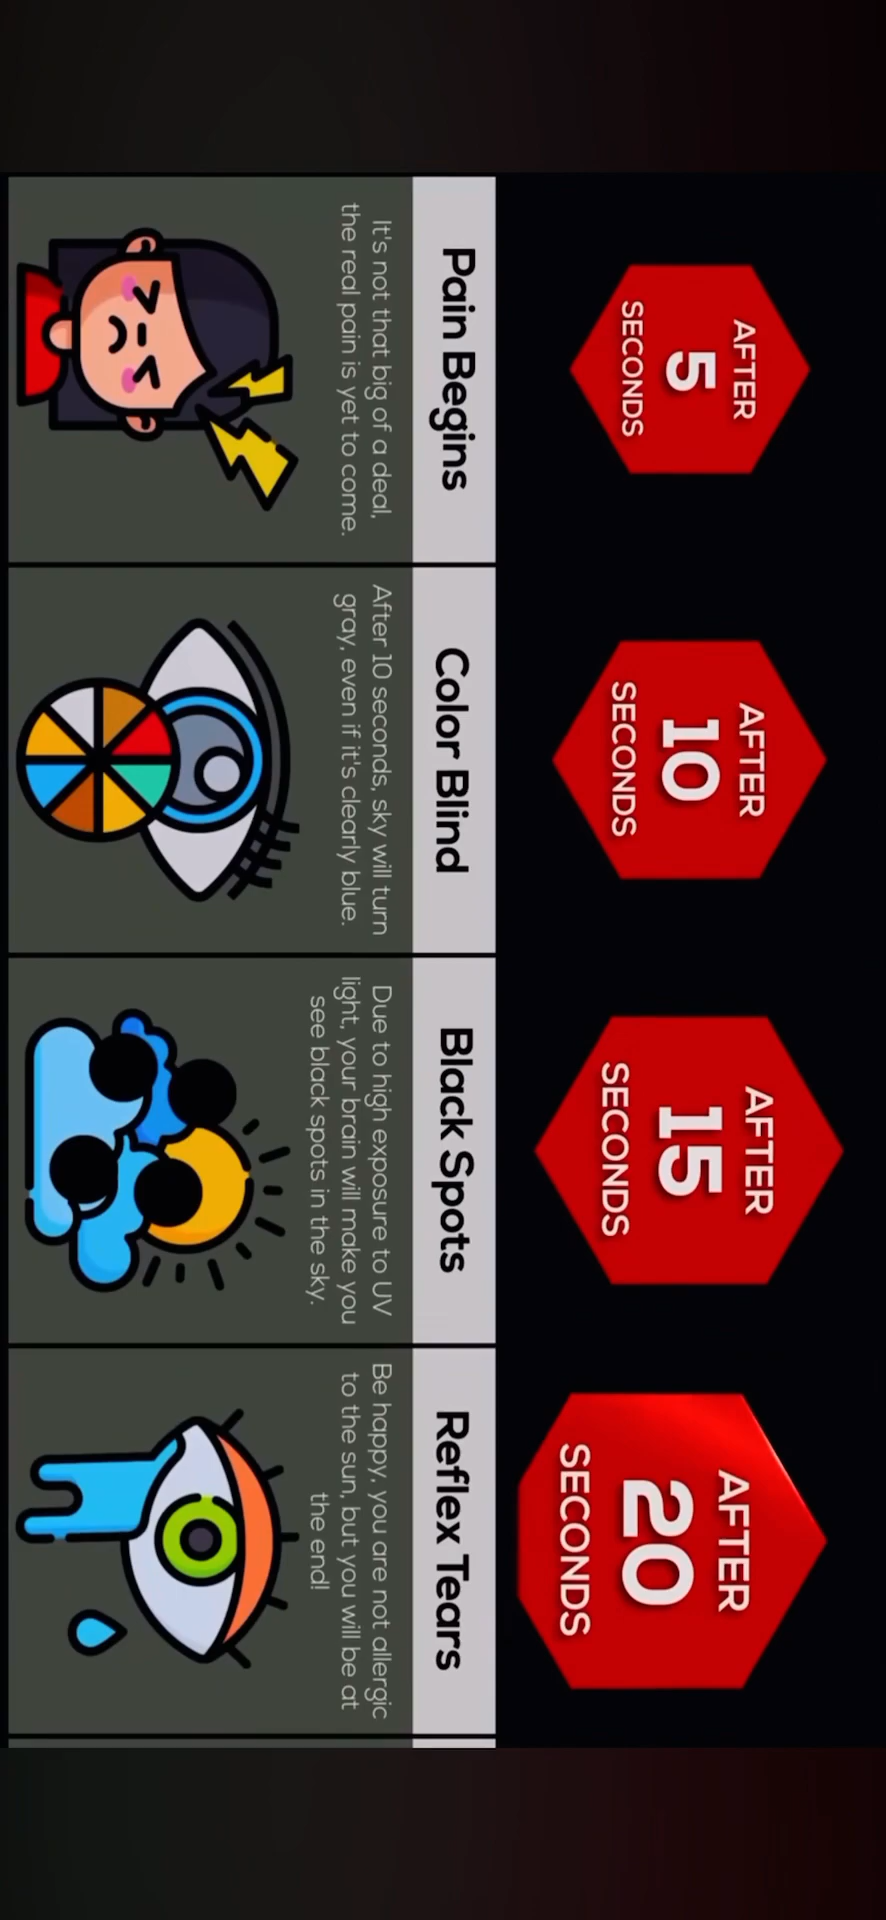 AFTER
5
SECONDS
Pain Begins
It's not that big of a deal,
the real pain is yet to come.
AFTER
10
SECONDS
Color Blind
After 10 seconds, sky will turn
gray, even if it's clearly blue.
AFTER
15
SECONDS
Black Spots
Due to high exposure to UV
light, your brain will make you
see black spots in the sky.
AFTER
20
SECONDS
Reflex Tears
Be happy, you are not allergic
to the sun, but you will be at
the end!